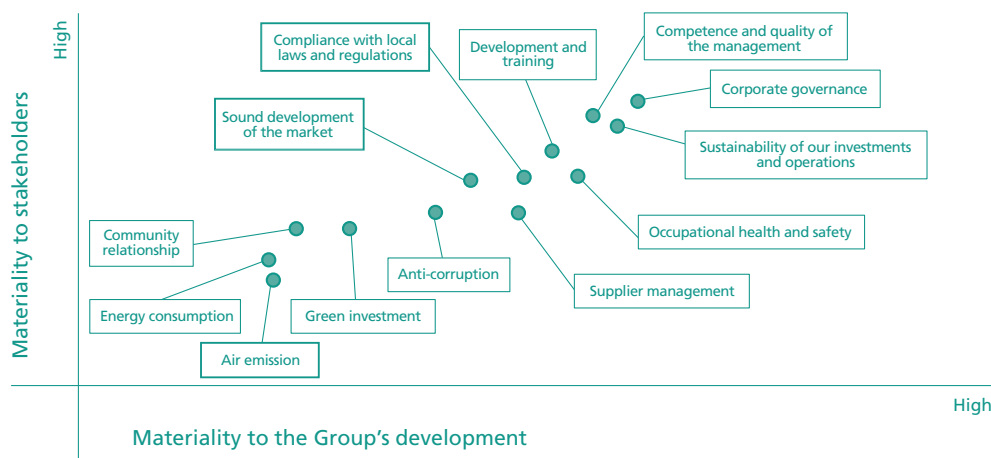 High
Materiality to stakeholders
Compliance with local
laws and regulations
Development and
training
Competence and quality of
the management
Corporate governance
Sound development
of the market
Sustainability of our investments
and operations
Community
relationship
Occupational health and safety
Anti-corruption
Supplier management
Energy consumption
Green investment
Air emission
High
Materiality to the Group’s development